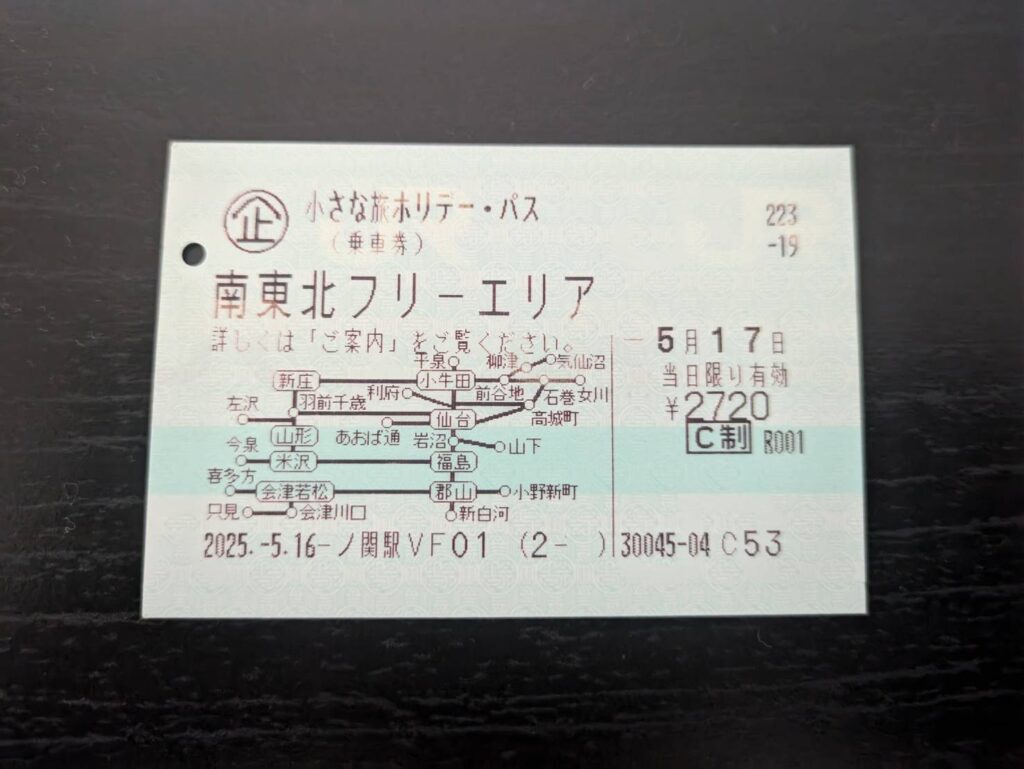 企 小さな旅ホリデー・パス
(乗車券)
223
-19
南東北フリーエリア
詳しくは「ご案内」をご覧ください。
-5月17日
当日限り有効
¥2720
C制 R001
平泉 柳津 気仙沼
新庄 小牛田
利府 前谷地 石巻 女川
左沢 羽前千歳
仙台 高城町
山形 あおば通 岩沼 山下
今泉
米沢 福島
喜多方
会津若松 郡山 小野新町
只見 会津川口 新白河
2025.-5.16一ノ関駅VF01 (2- ) 30045-04 C53